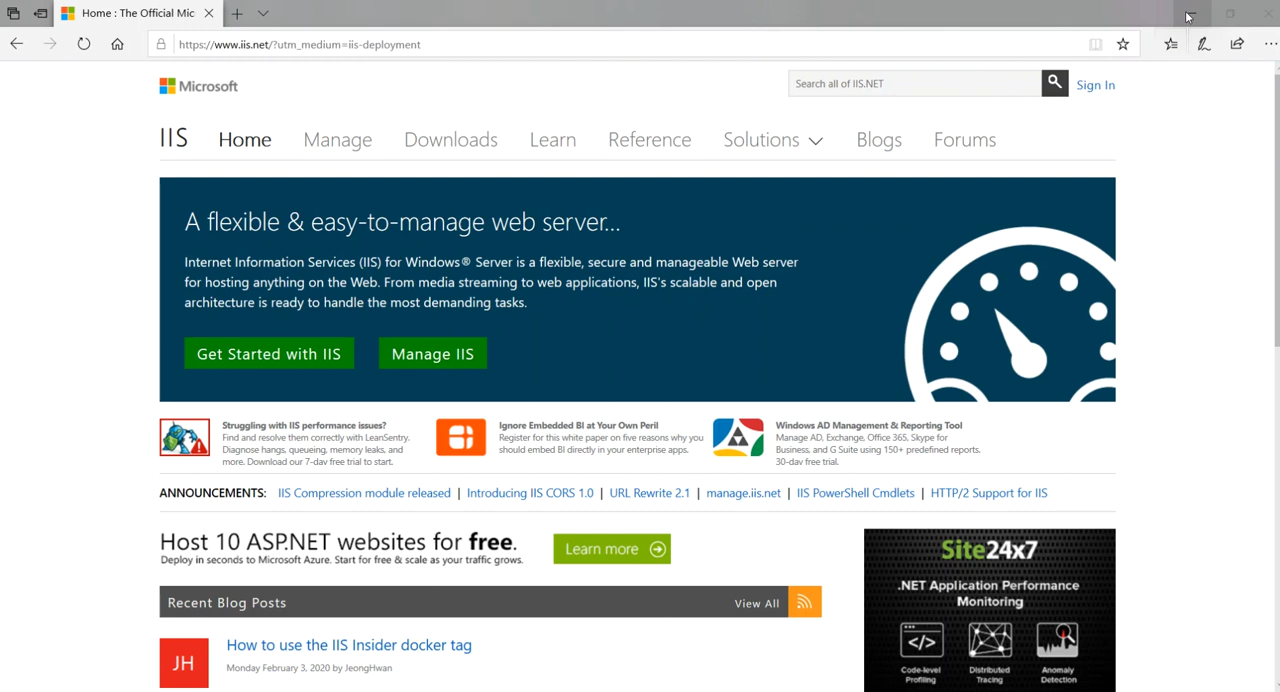 Home : The Official Mic
https://www.iis.net/?utm_medium=iis-deployment
Microsoft
Search all of IIS.NET
Sign In
IIS Home Manage Downloads Learn Reference Solutions Blogs Forums
A flexible & easy-to-manage web server...
Internet Information Services (IIS) for Windows® Server is a flexible, secure and manageable Web server
for hosting anything on the Web. From media streaming to web applications, IIS's scalable and open
architecture is ready to handle the most demanding tasks.
Get Started with IIS
Manage IIS
Struggling with IIS performance issues?
Find and resolve them correctly with LeanSentry.
Diagnose hangs, queueing, memory leaks, and
more. Download our 7-day free trial to start.
Ignore Embedded BI at Your Own Peril
Register for this white paper on five reasons why you
should embed BI directly in your enterprise apps.
Windows AD Management & Reporting Tool
Manage AD, Exchange, Office 365, Skype for
Business, and G Suite using 150+ predefined reports.
30-day free trial.
ANNOUNCEMENTS: IIS Compression module released | Introducing IIS CORS 1.0 | URL Rewrite 2.1 | manage.iis.net | IIS PowerShell Cmdlets | HTTP/2 Support for IIS
Host 10 ASP.NET websites for free.
Deploy in seconds to Microsoft Azure. Start for free & scale as your traffic grows.
Learn more
Recent Blog Posts
View All
JH
How to use the IIS Insider docker tag
Monday February 3, 2020 by JeongHwan
Site24x7
.NET Application Performance
Monitoring
</>
Code-level
Profiling
Distributed
Tracing
Anomaly
Detection